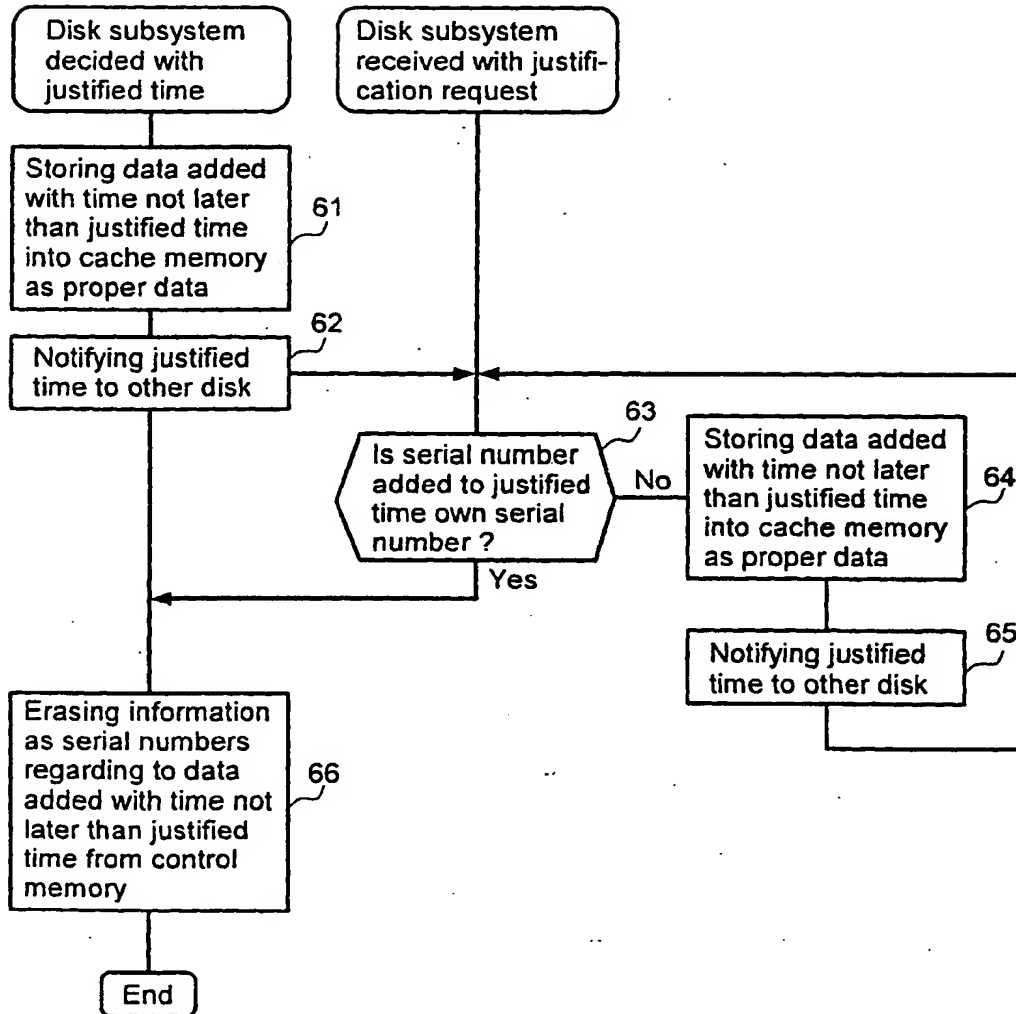 Disk subsystem
decided with
justified time
Disk subsystem
received with justifi-
cation request
Storing data added
with time not later
than justified time
into cache memory
as proper data
61
62
Notifying justified
time to other disk
63
Is serial number
added to justified
time own serial
number ?
No
Yes
Storing data added
with time not later
than justified time
into cache memory
as proper data
64
Notifying justified
time to other disk
65
Erasing information
as serial numbers
regarding to data
added with time not
later than justified
time from control
memory
66
End